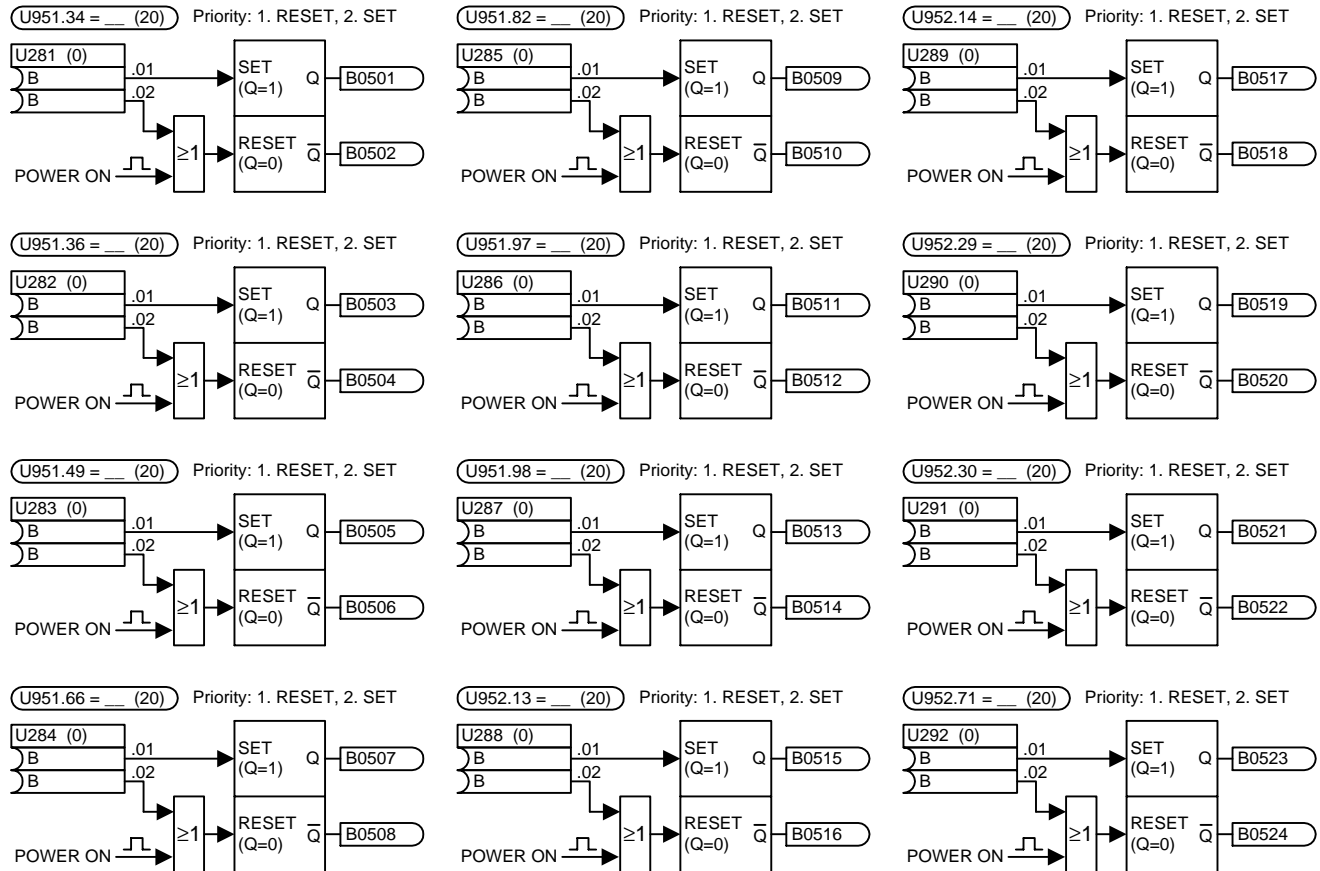 U951.34 = __ (20) Priority: 1. RESET, 2. SET
U281 (0)
B .01 SET (Q=1) Q B0501
B .02
≥1 RESET (Q=0) Q̅ B0502
POWER ON
U951.82 = __ (20) Priority: 1. RESET, 2. SET
U285 (0)
B .01 SET (Q=1) Q B0509
B .02
≥1 RESET (Q=0) Q̅ B0510
POWER ON
U952.14 = __ (20) Priority: 1. RESET, 2. SET
U289 (0)
B .01 SET (Q=1) Q B0517
B .02
≥1 RESET (Q=0) Q̅ B0518
POWER ON
U951.36 = __ (20) Priority: 1. RESET, 2. SET
U282 (0)
B .01 SET (Q=1) Q B0503
B .02
≥1 RESET (Q=0) Q̅ B0504
POWER ON
U951.97 = __ (20) Priority: 1. RESET, 2. SET
U286 (0)
B .01 SET (Q=1) Q B0511
B .02
≥1 RESET (Q=0) Q̅ B0512
POWER ON
U952.29 = __ (20) Priority: 1. RESET, 2. SET
U290 (0)
B .01 SET (Q=1) Q B0519
B .02
≥1 RESET (Q=0) Q̅ B0520
POWER ON
U951.49 = __ (20) Priority: 1. RESET, 2. SET
U283 (0)
B .01 SET (Q=1) Q B0505
B .02
≥1 RESET (Q=0) Q̅ B0506
POWER ON
U951.98 = __ (20) Priority: 1. RESET, 2. SET
U287 (0)
B .01 SET (Q=1) Q B0513
B .02
≥1 RESET (Q=0) Q̅ B0514
POWER ON
U952.30 = __ (20) Priority: 1. RESET, 2. SET
U291 (0)
B .01 SET (Q=1) Q B0521
B .02
≥1 RESET (Q=0) Q̅ B0522
POWER ON
U951.66 = __ (20) Priority: 1. RESET, 2. SET
U284 (0)
B .01 SET (Q=1) Q B0507
B .02
≥1 RESET (Q=0) Q̅ B0508
POWER ON
U952.13 = __ (20) Priority: 1. RESET, 2. SET
U288 (0)
B .01 SET (Q=1) Q B0515
B .02
≥1 RESET (Q=0) Q̅ B0516
POWER ON
U952.71 = __ (20) Priority: 1. RESET, 2. SET
U292 (0)
B .01 SET (Q=1) Q B0523
B .02
≥1 RESET (Q=0) Q̅ B0524
POWER ON